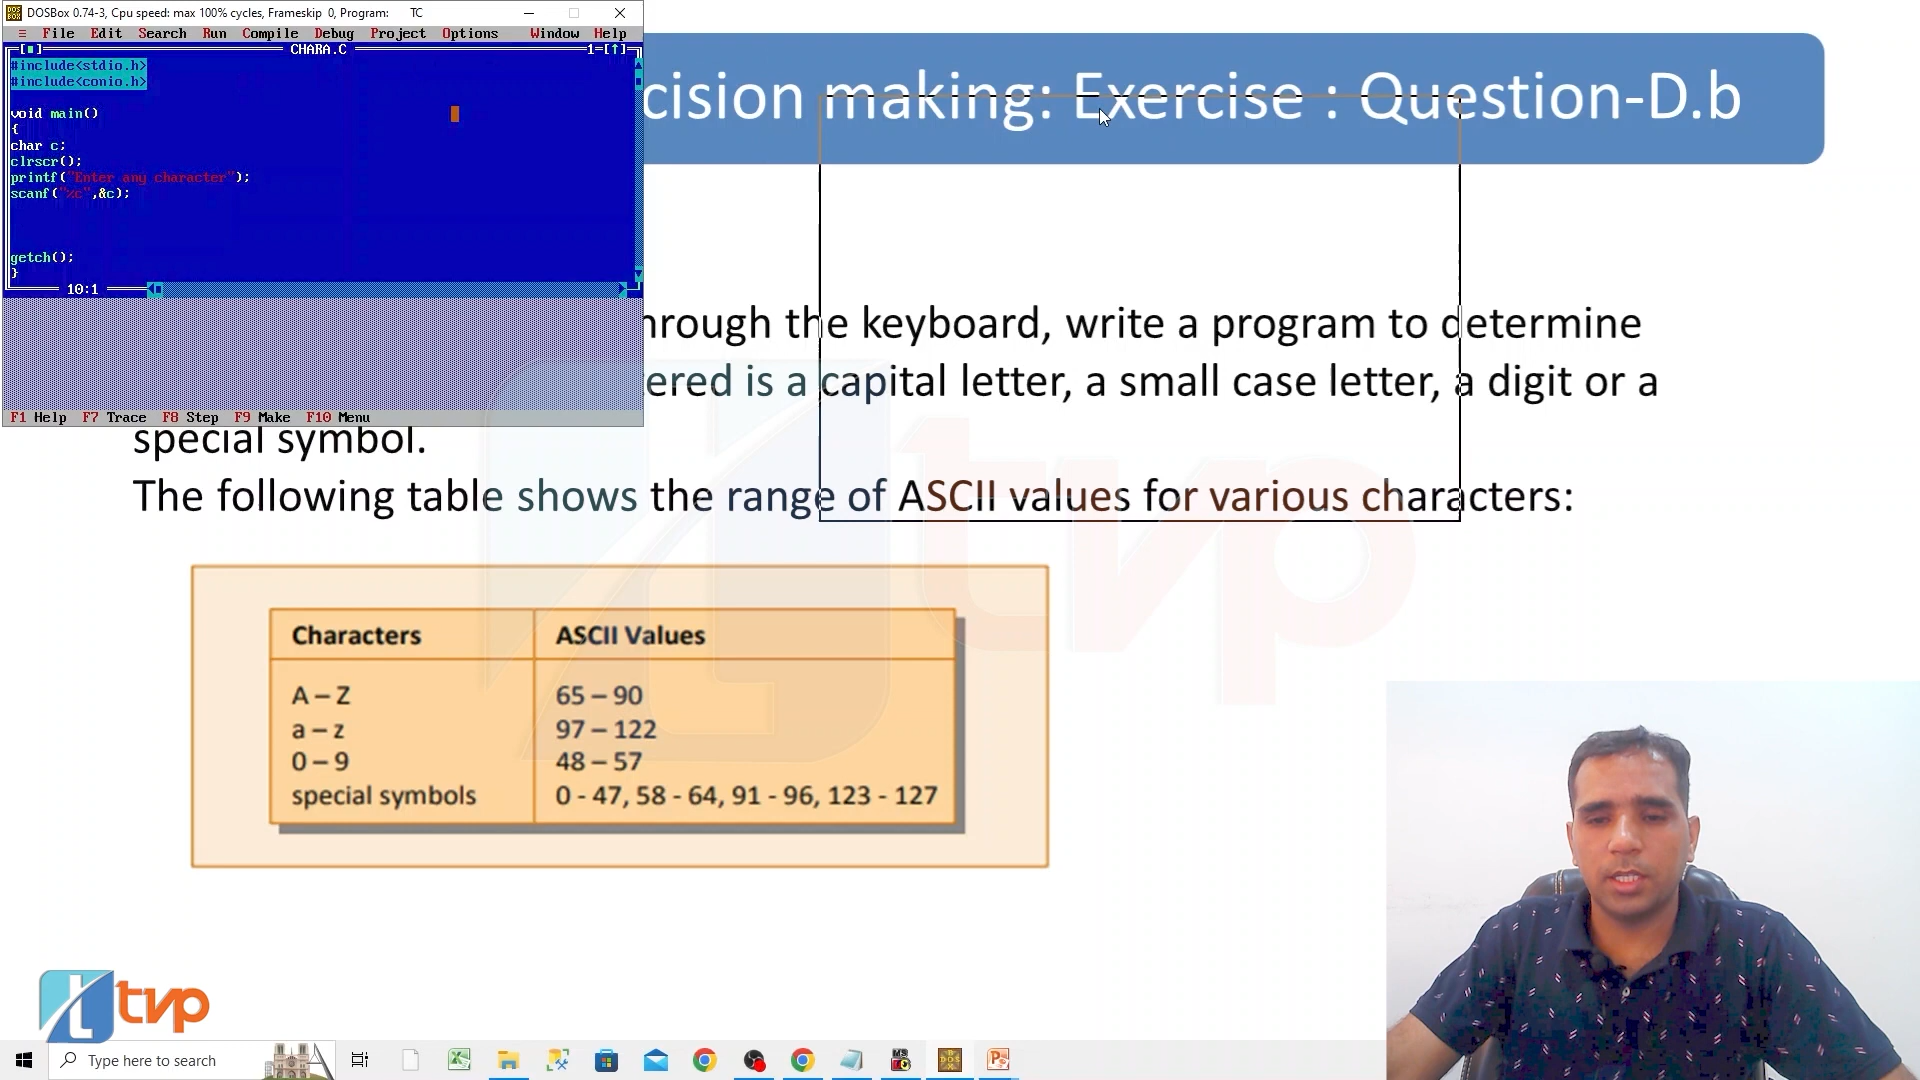 DOSBox 0.74-3, Cpu speed: max 100% cycles, Frameskip 0, Program: TC
≡ File Edit Search Run Compile Debug Project Options Window Help
CHARA.C 1=[↑]
#include<stdio.h>
#include<conio.h>
void main()
{
char c;
clrscr();
printf("Enter any character");
scanf("%c",&c);
getch();
}
10:1
F1 Help F7 Trace F8 Step F9 Make F10 Menu
cision making: Exercise : Question-D.b
hrough the keyboard, write a program to determine
ered is a capital letter, a small case letter, a digit or a
special symbol.
The following table shows the range of ASCII values for various characters:
Characters ASCII Values
A – Z 65 – 90
a – z 97 – 122
0 – 9 48 – 57
special symbols 0 - 47, 58 - 64, 91 - 96, 123 - 127
tvp
tvp
Type here to search